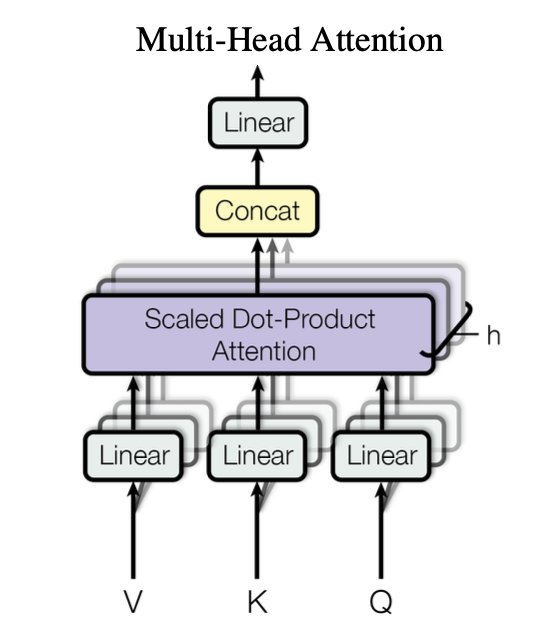 Multi-Head Attention
Linear
Concat
Scaled Dot-Product
Attention
h
Linear
Linear
Linear
V
K
Q